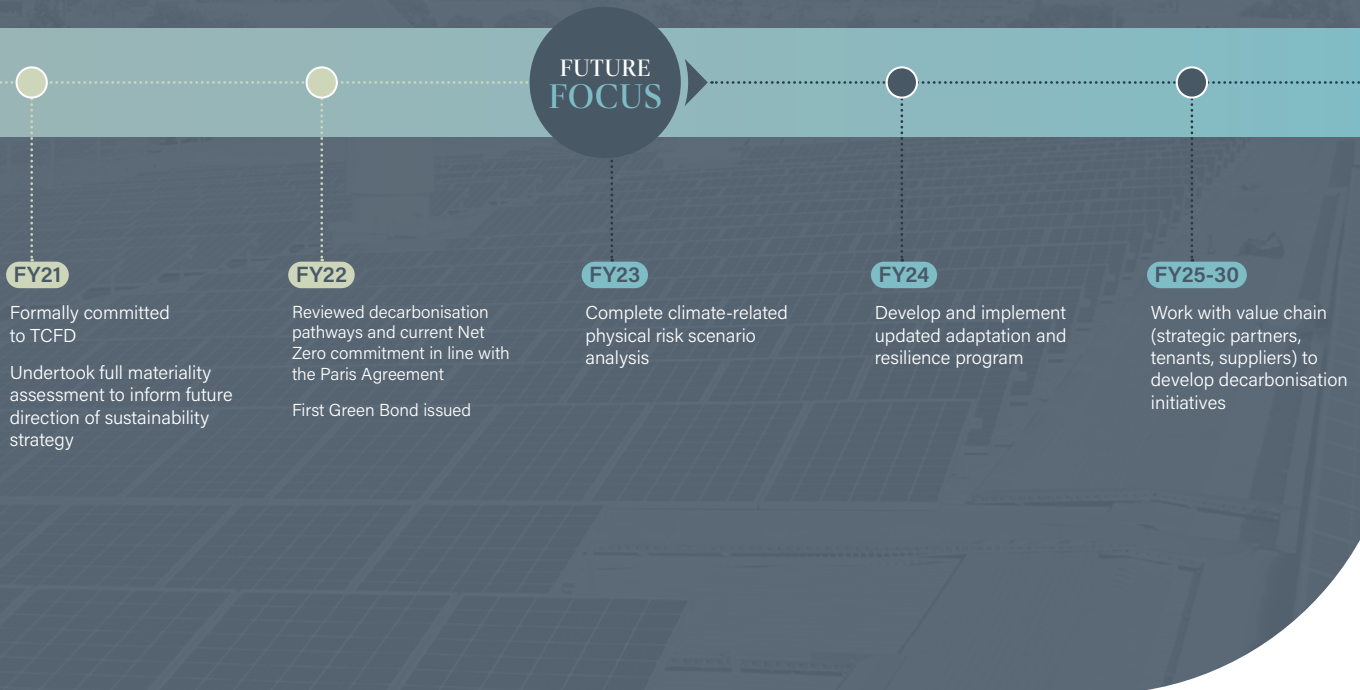 FUTURE
FOCUS
FY21
Formally committed
to TCFD
Undertook full materiality
assessment to inform future
direction of sustainability
strategy
FY22
Reviewed decarbonisation
pathways and current Net
Zero commitment in line with
the Paris Agreement
First Green Bond issued
FY23
Complete climate-related
physical risk scenario
analysis
FY24
Develop and implement
updated adaptation and
resilience program
FY25-30
Work with value chain
(strategic partners,
tenants, suppliers) to
develop decarbonisation
initiatives